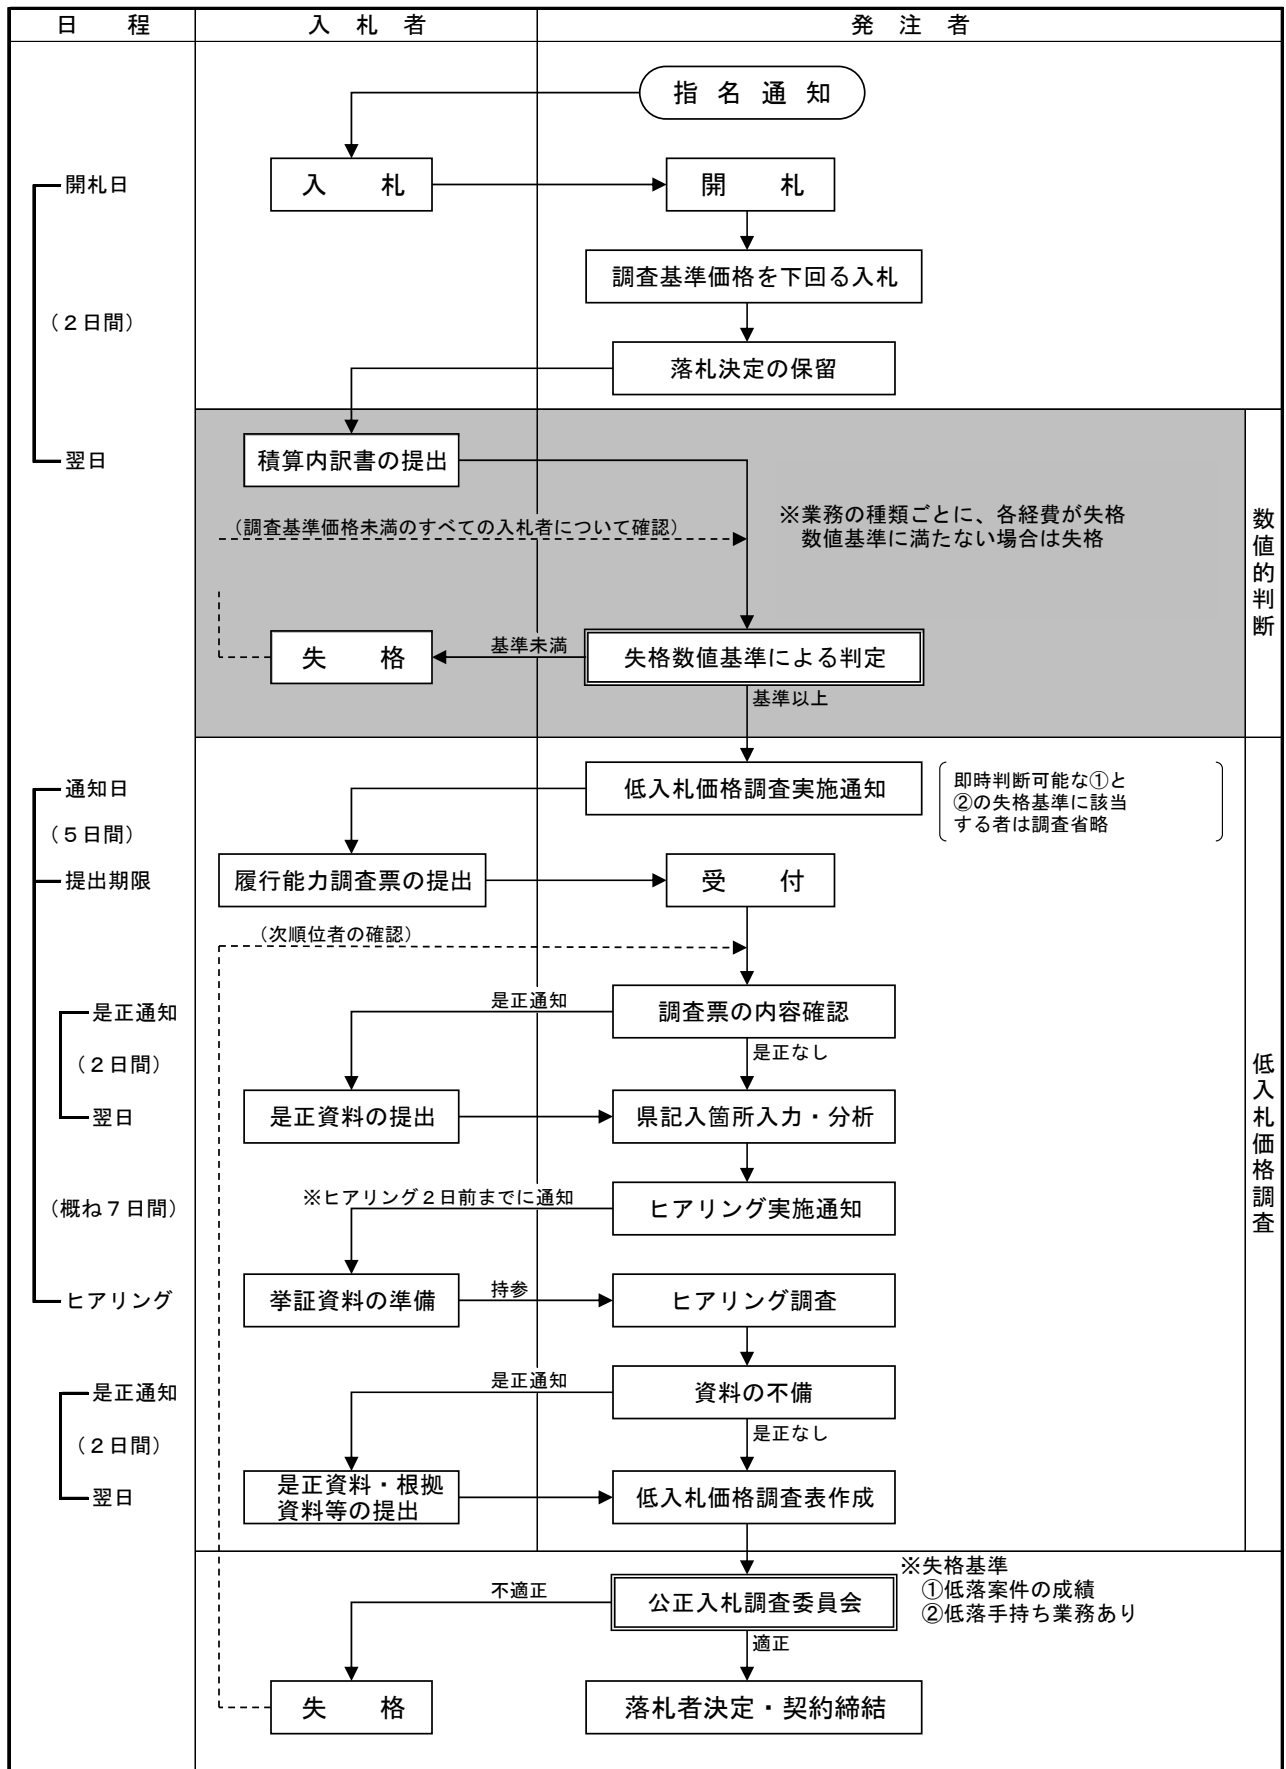 日　程
入　札　者
発　注　者
指　名　通　知
開札日
入　札
開　札
調査基準価格を下回る入札
（２日間）
落札決定の保留
翌日
積算内訳書の提出
（調査基準価格未満のすべての入札者について確認）
※業務の種類ごとに、各経費が失格
数値基準に満たない場合は失格
数値的判断
失　格
基準未満
失格数値基準による判定
基準以上
通知日
低入札価格調査実施通知
即時判断可能な①と
②の失格基準に該当
する者は調査省略
（５日間）
提出期限
履行能力調査票の提出
受　付
（次順位者の確認）
是正通知
是正通知
調査票の内容確認
（２日間）
是正なし
翌日
是正資料の提出
県記入箇所入力・分析
低入札価格調査
（概ね７日間）
※ヒアリング２日前までに通知
ヒアリング実施通知
ヒアリング
挙証資料の準備
持参
ヒアリング調査
是正通知
是正通知
資料の不備
（２日間）
是正なし
翌日
是正資料・根拠
資料等の提出
低入札価格調査表作成
※失格基準
①低落案件の成績
②低落手持ち業務あり
不適正
公正入札調査委員会
適正
失　格
落札者決定・契約締結